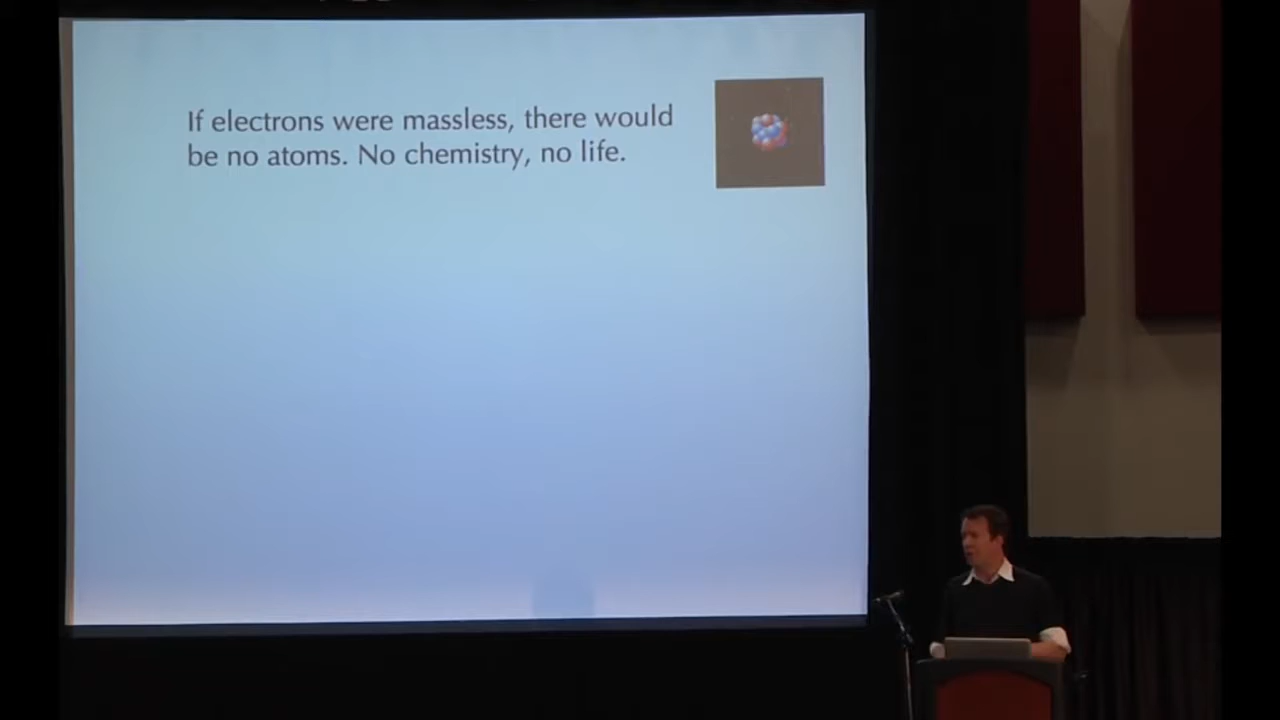 If electrons were massless, there would
be no atoms. No chemistry, no life.